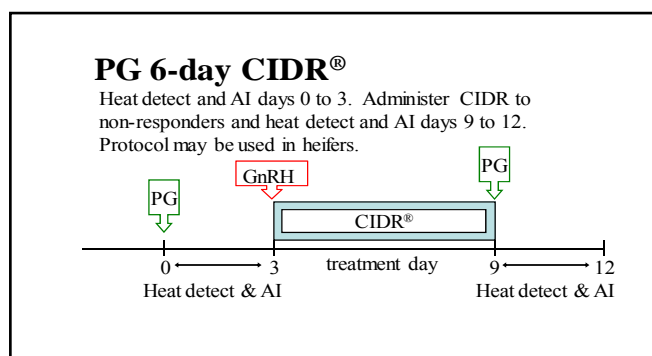 PG 6-day CIDR®
Heat detect and AI days 0 to 3. Administer CIDR to
non-responders and heat detect and AI days 9 to 12.
Protocol may be used in heifers.
PG
GnRH
PG
CIDR®
0
3
treatment day
9
12
Heat detect & AI
Heat detect & AI